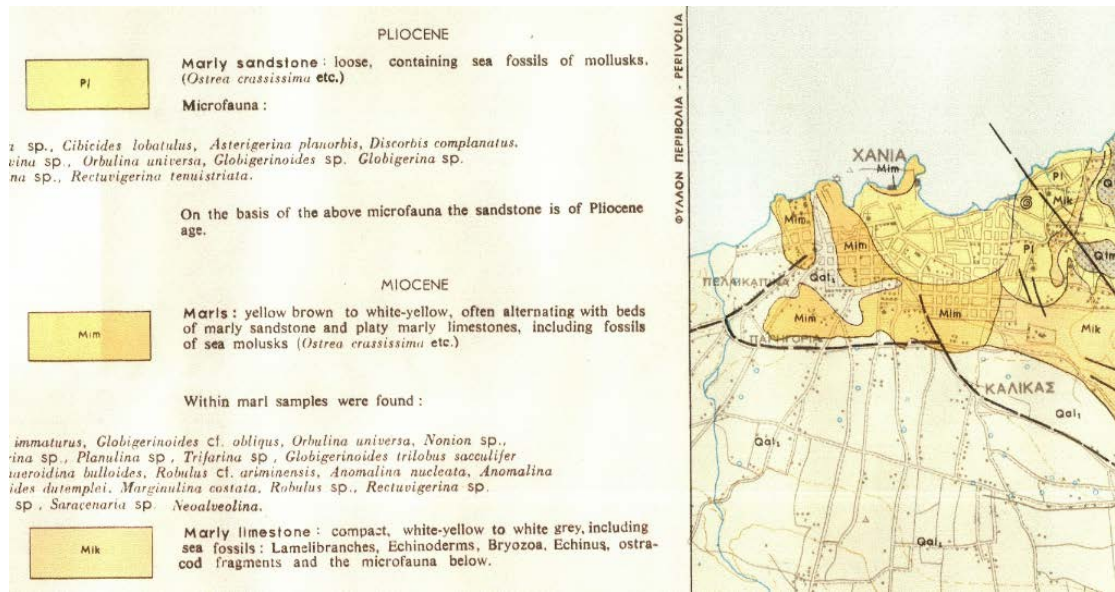 PLIOCENE
Pl
Marly sandstone : loose, containing sea fossils of mollusks.
(Ostrea crassissima etc.)
Microfauna :
sp., Cibicides lobatulus, Asterigerina planorbis, Discorbis complanatus.
sp., Orbulina universa, Globigerinoides sp. Globigerina sp.
sp., Rectuvigerina tenuistriata.
On the basis of the above microfauna the sandstone is of Pliocene
age.
MIOCENE
Mim
Marls : yellow brown to white-yellow, often alternating with beds
of marly sandstone and platy marly limestones, including fossils
of sea molusks (Ostrea crassissima etc.)
Within marl samples were found :
immaturus, Globigerinoides cf. obliqus, Orbulina universa, Nonion sp.,
sp., Planulina sp , Trifarina sp , Globigerinoides trilobus sacculifer
bulloides, Robulus cf. ariminensis, Anomalina nucleata, Anomalina
dutemplei, Marginulina costata, Robulus sp., Rectuvigerina sp.
sp , Saracenaria sp. Neoalveolina.
Mik
Marly limestone : compact, white-yellow to white grey, including
sea fossils : Lamelibranches, Echinoderms, Bryozoa, Echinus, ostra-
cod fragments and the microfauna below.
ΦΥΛΛΟΝ ΠΕΡΙΒΟΛΙΑ - PERIVOLIA
ΧΑΝΙΑ
Mim
Pl
Mik
Mim
Mim
Pl
ΠΕΛΕΚΑΠΙΝΑ
Qal₁
Mim
Mim
Mik
ΠΑΡΗΓΟΡΙΑ
ΚΑΛΙΚΑΣ
Qal₁
Qal₁
Qal₁